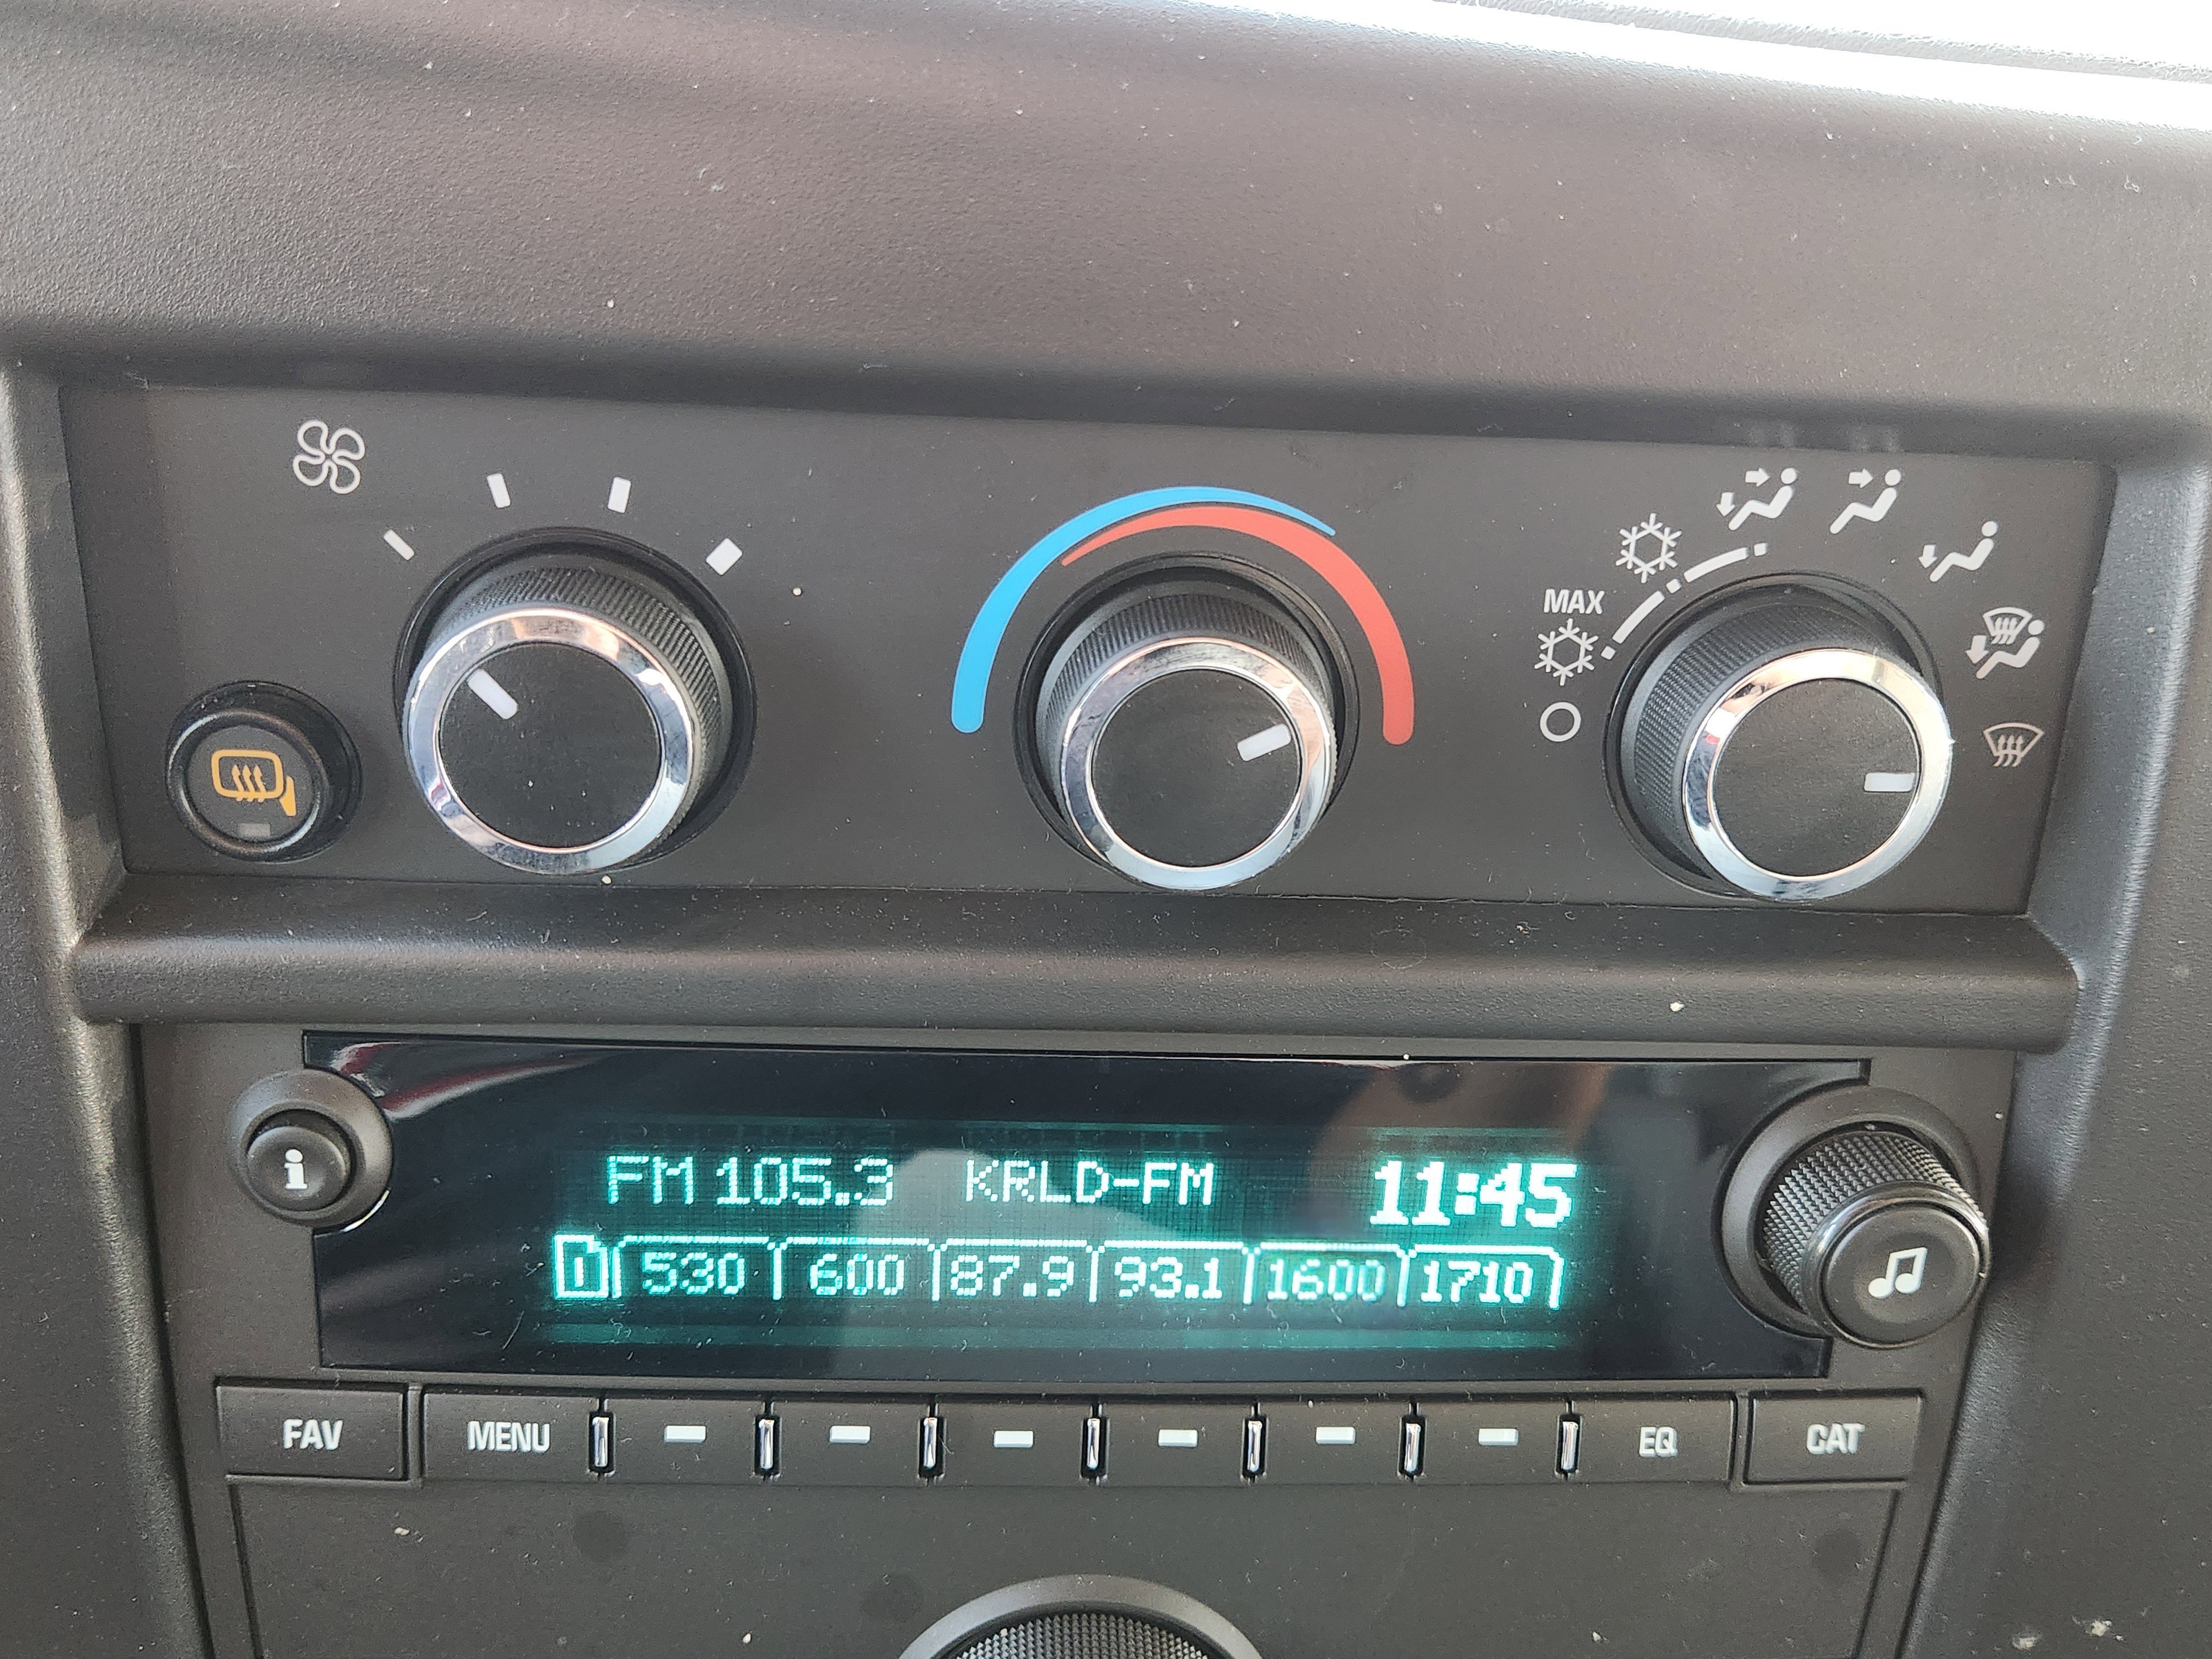 MAX
FM 105.3 KRLD-FM 11:45
1 530 600 87.9 93.1 1600 1710
i
FAV MENU EQ CAT